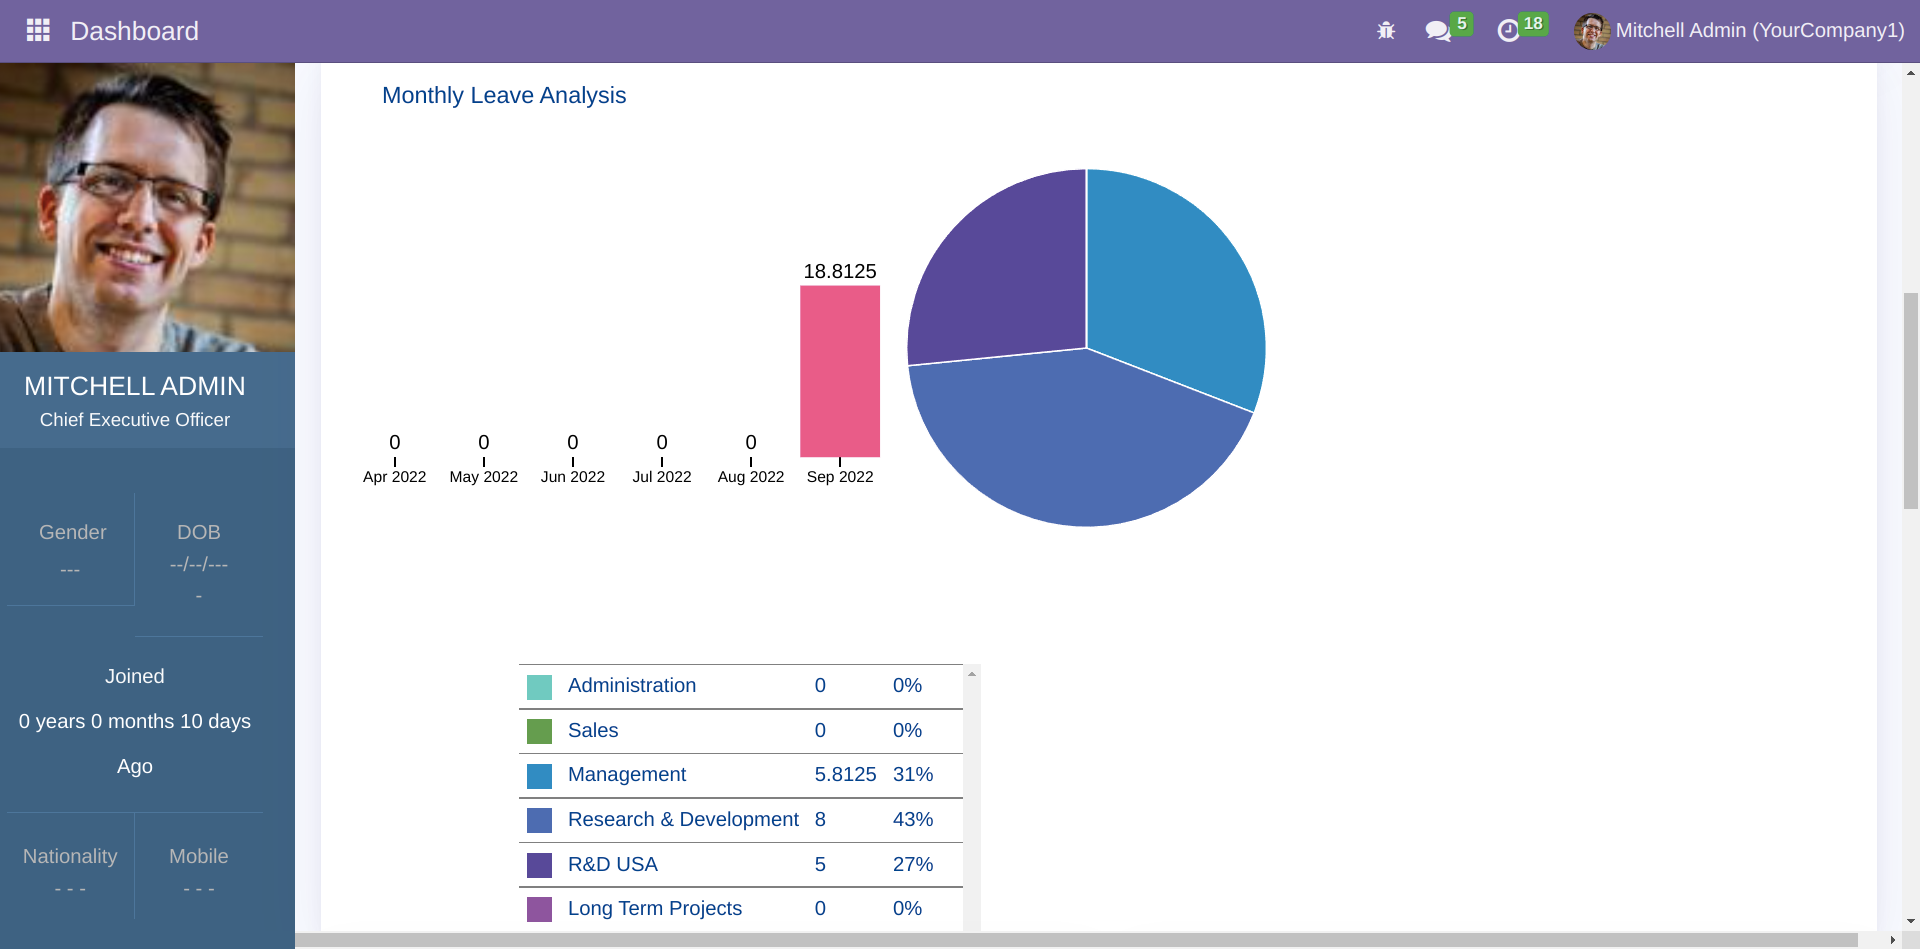 Dashboard
5
18
Mitchell Admin (YourCompany1)
MITCHELL ADMIN
Chief Executive Officer
Gender
---
DOB
--/--/---
-
Joined
0 years 0 months 10 days
Ago
Nationality
- - -
Mobile
- - -
Monthly Leave Analysis
18.8125
0 0 0 0 0
Apr 2022 May 2022 Jun 2022 Jul 2022 Aug 2022 Sep 2022
Administration 0 0%
Sales 0 0%
Management 5.8125 31%
Research & Development 8 43%
R&D USA 5 27%
Long Term Projects 0 0%